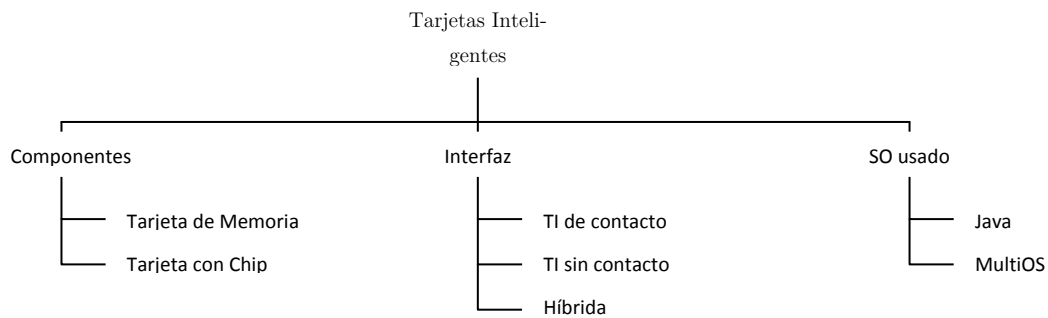 Tarjetas Inteli-
gentes
Componentes
Interfaz
SO usado
Tarjeta de Memoria
TI de contacto
Java
Tarjeta con Chip
TI sin contacto
MultiOS
Híbrida